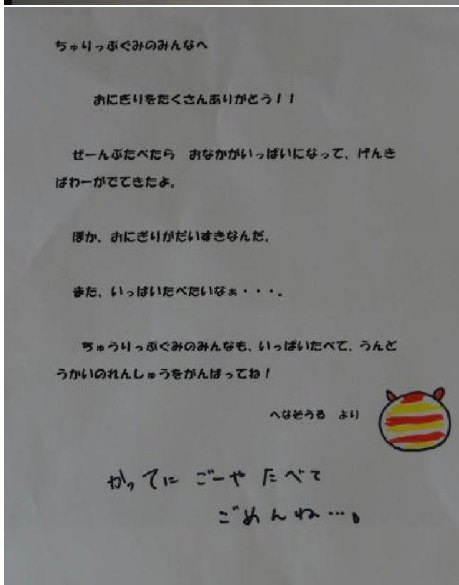 ちゅりっぷぐみのみんなへ
おにぎりをたくさんありがとう！！
ぜーんぶたべたら　おなかがいっぱいになって、げんき
ぱわーがでてきたよ。
ぼか、おにぎりがだいすきなんだ。
また、いっぱいたべたいなぁ・・・。
ちゅうりっぷぐみのみんなも、いっぱいたべて、うんど
うかいのれんしゅうをがんばってね！
へなそうる　より
かってに ごーや たべて
ごめんね…。